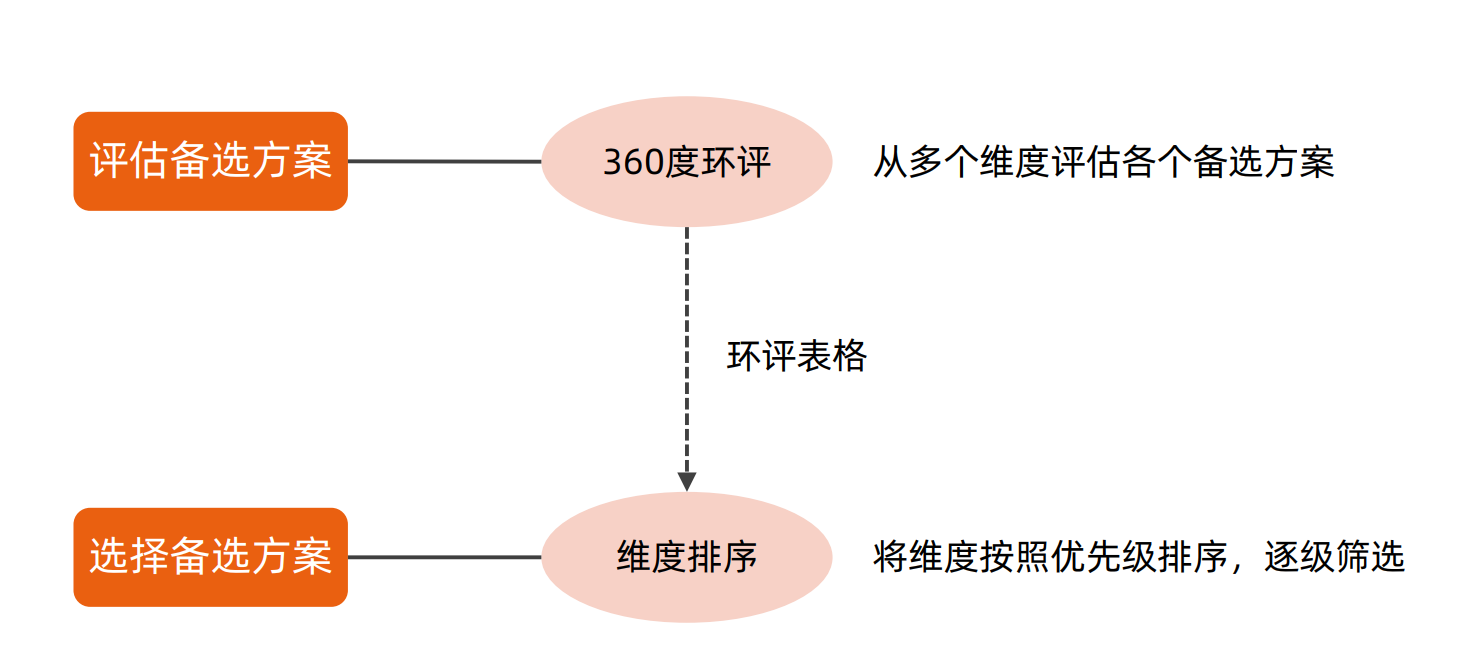 评估备选方案
360度环评
从多个维度评估各个备选方案
环评表格
选择备选方案
维度排序
将维度按照优先级排序，逐级筛选